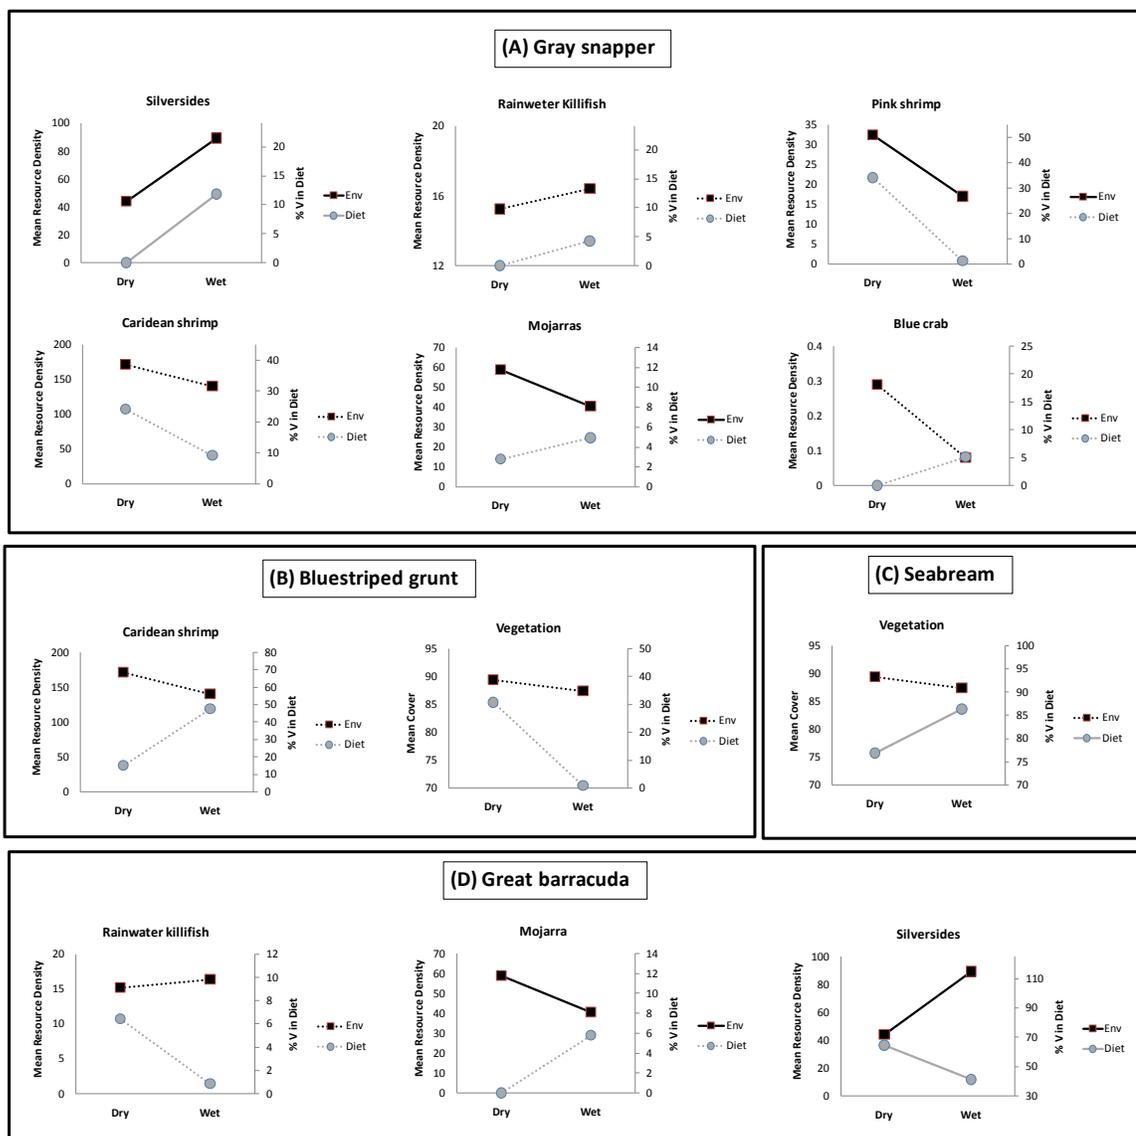 (A) Gray snapper
Silversides
Mean Resource Density
100
80
60
40
20
0
20
15
10
5
0
% V in Diet
Dry Wet
Env
Diet
Rainweter Killifish
Mean Resource Density
20
16
12
20
15
10
5
0
% V in Diet
Dry Wet
Env
Diet
Pink shrimp
Mean Resource Density
35
30
25
20
15
10
5
0
50
40
30
20
10
0
% V in Diet
Dry Wet
Env
Diet
Caridean shrimp
Mean Resource Density
200
150
100
50
0
40
30
20
10
0
% V in Diet
Dry Wet
Env
Diet
Mojarras
Mean Resource Density
70
60
50
40
30
20
10
0
14
12
10
8
6
4
2
0
% V in Diet
Dry Wet
Env
Diet
Blue crab
Mean Resource Density
0.4
0.3
0.2
0.1
0
25
20
15
10
5
0
% V in Diet
Dry Wet
Env
Diet
(B) Bluestriped grunt
Caridean shrimp
Mean Resource Density
200
150
100
50
0
80
70
60
50
40
30
20
10
0
% V in Diet
Dry Wet
Env
Diet
Vegetation
Mean Cover
95
90
85
80
75
70
50
40
30
20
10
0
% V in Diet
Dry Wet
Env
Diet
(C) Seabream
Vegetation
Mean Cover
95
90
85
80
75
70
100
95
90
85
80
75
70
% V in Diet
Dry Wet
Env
Diet
(D) Great barracuda
Rainwater killifish
Mean Resource Density
20
15
10
5
0
12
10
8
6
4
2
0
% V in Diet
Dry Wet
Env
Diet
Mojarra
Mean Resource Density
70
60
50
40
30
20
10
0
14
12
10
8
6
4
2
0
% V in Diet
Dry Wet
Env
Diet
Silversides
Mean Resource Density
100
80
60
40
20
0
110
90
70
50
30
% V in Diet
Dry Wet
Env
Diet